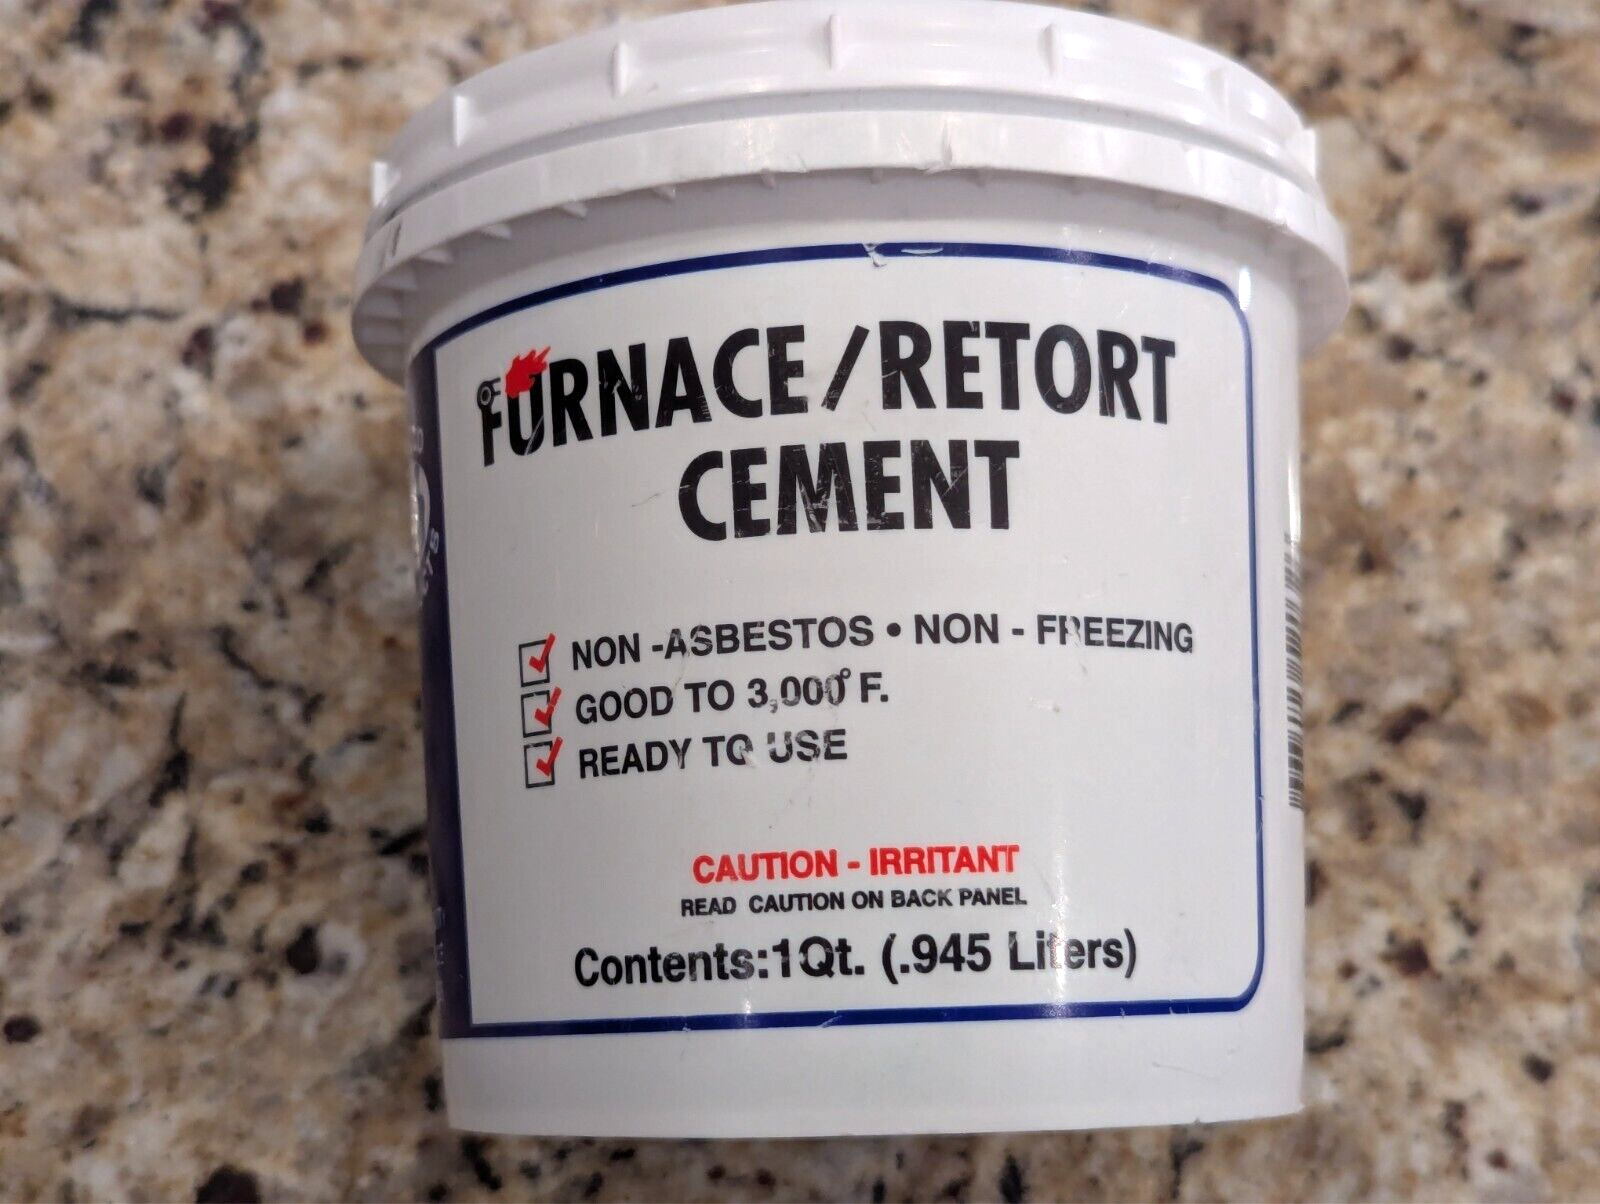 FURNACE/RETORT
CEMENT
NON -ASBESTOS • NON - FREEZING
GOOD TO 3,000° F.
READY TO USE
CAUTION - IRRITANT
READ CAUTION ON BACK PANEL
Contents:1Qt. (.945 Liters)